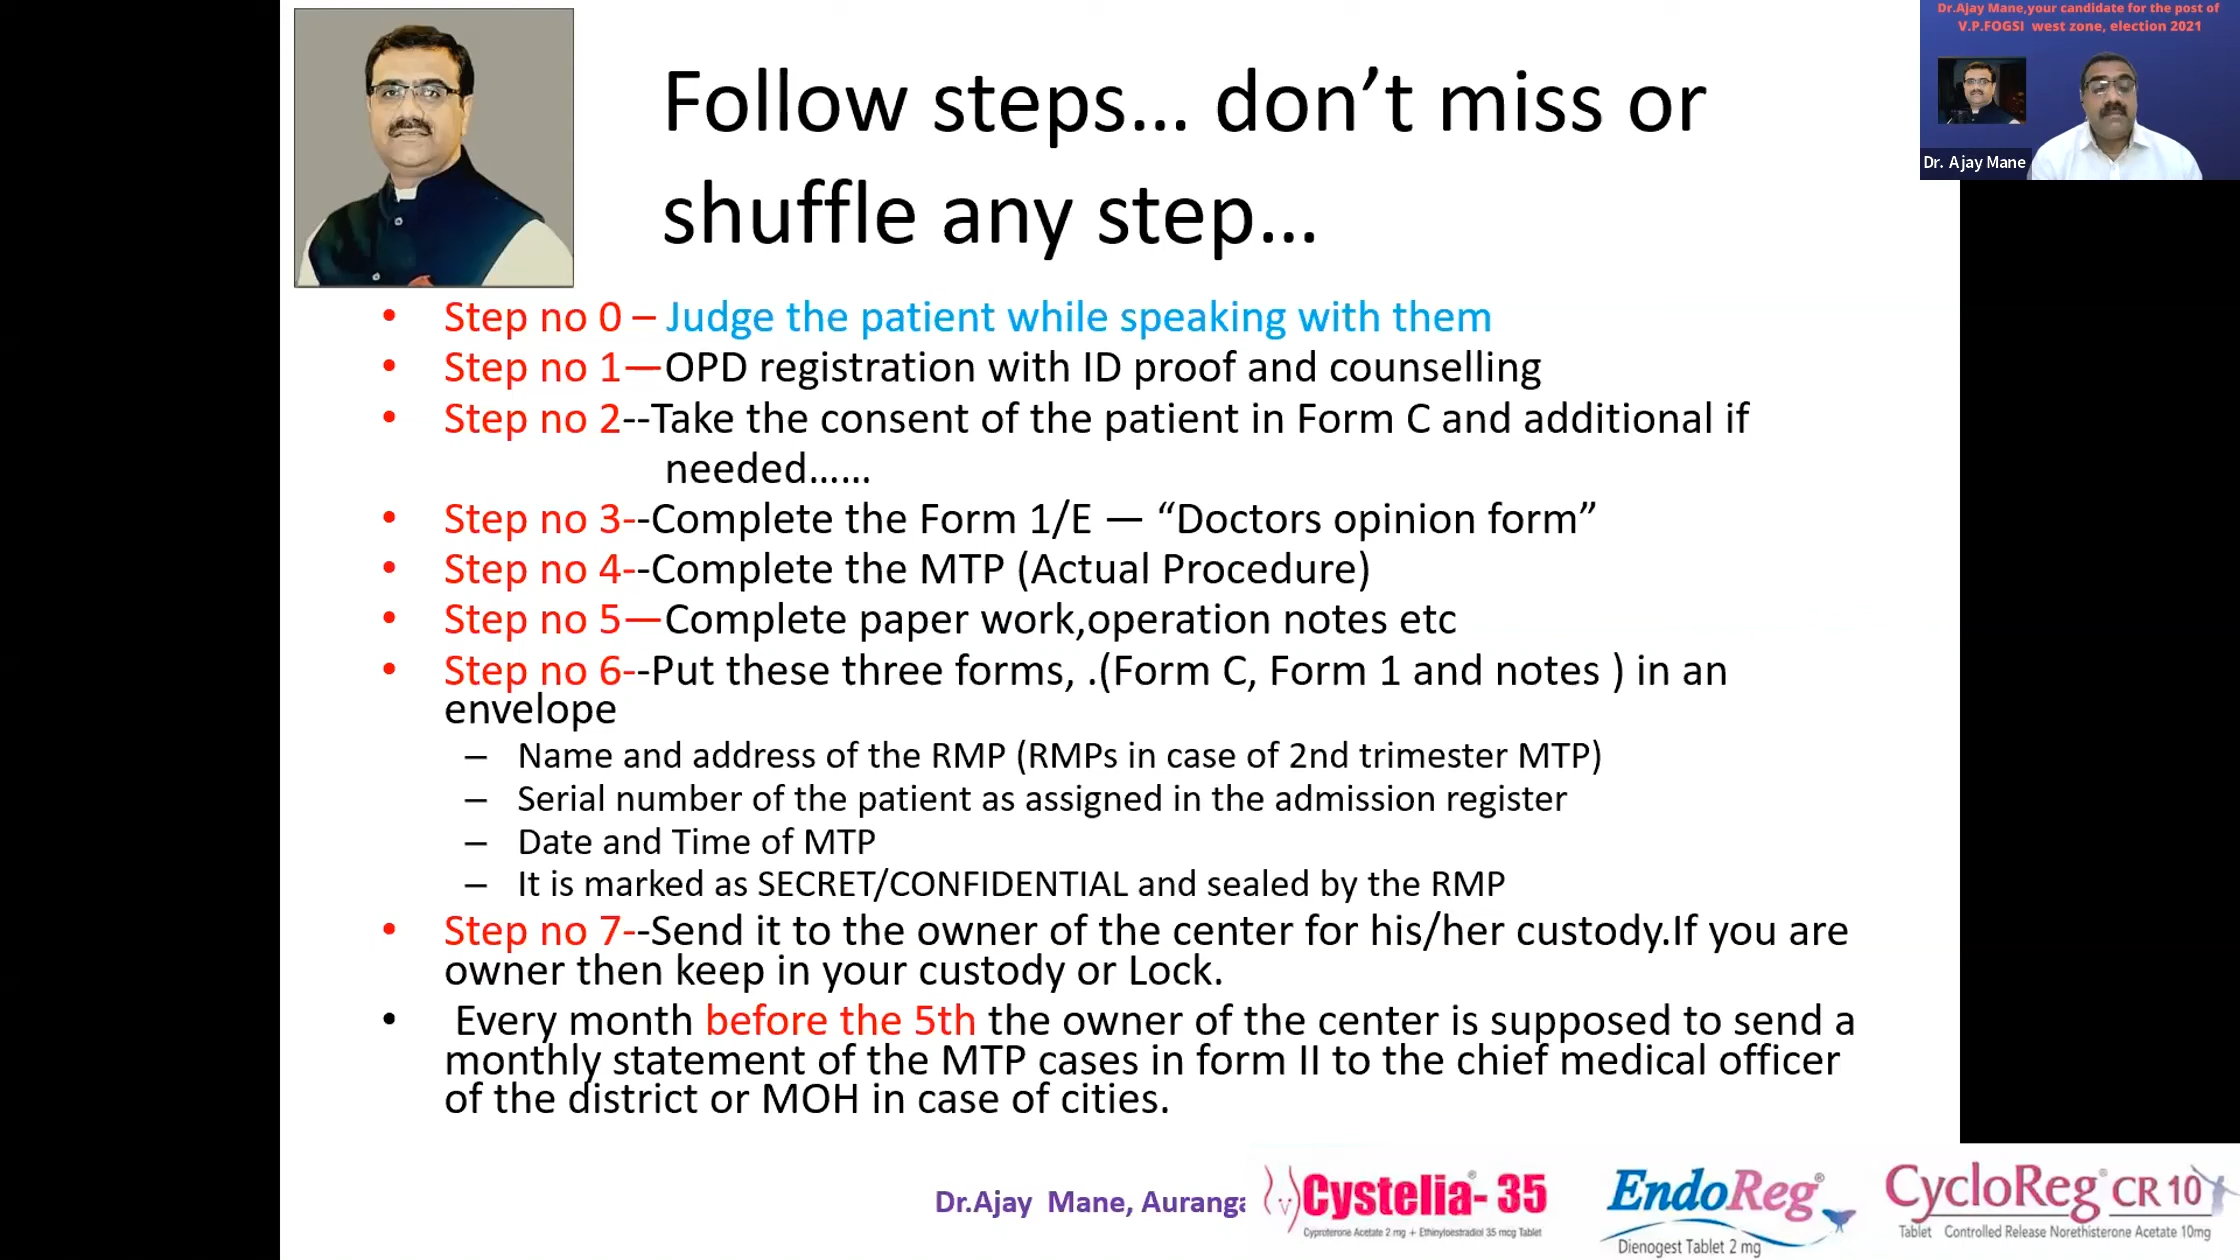 Dr.Ajay Mane,your candidate for the post of
V.P.FOGSI west zone, election 2021
Dr. Ajay Mane
Follow steps... don’t miss or
shuffle any step...
• Step no 0 – Judge the patient while speaking with them
• Step no 1—OPD registration with ID proof and counselling
• Step no 2--Take the consent of the patient in Form C and additional if
needed......
• Step no 3--Complete the Form 1/E — “Doctors opinion form”
• Step no 4--Complete the MTP (Actual Procedure)
• Step no 5—Complete paper work,operation notes etc
• Step no 6--Put these three forms, .(Form C, Form 1 and notes ) in an
envelope
– Name and address of the RMP (RMPs in case of 2nd trimester MTP)
– Serial number of the patient as assigned in the admission register
– Date and Time of MTP
– It is marked as SECRET/CONFIDENTIAL and sealed by the RMP
• Step no 7--Send it to the owner of the center for his/her custody.If you are
owner then keep in your custody or Lock.
• Every month before the 5th the owner of the center is supposed to send a
monthly statement of the MTP cases in form II to the chief medical officer
of the district or MOH in case of cities.
Dr.Ajay Mane, Auranga
Cystelia®- 35
Cyproterone Acetate 2 mg + Ethinyloestradiol 35 mcg Tablet
EndoReg®
Dienogest Tablet 2 mg
CycloReg® CR 10
Tablet Controlled Release Norethisterone Acetate 10mg